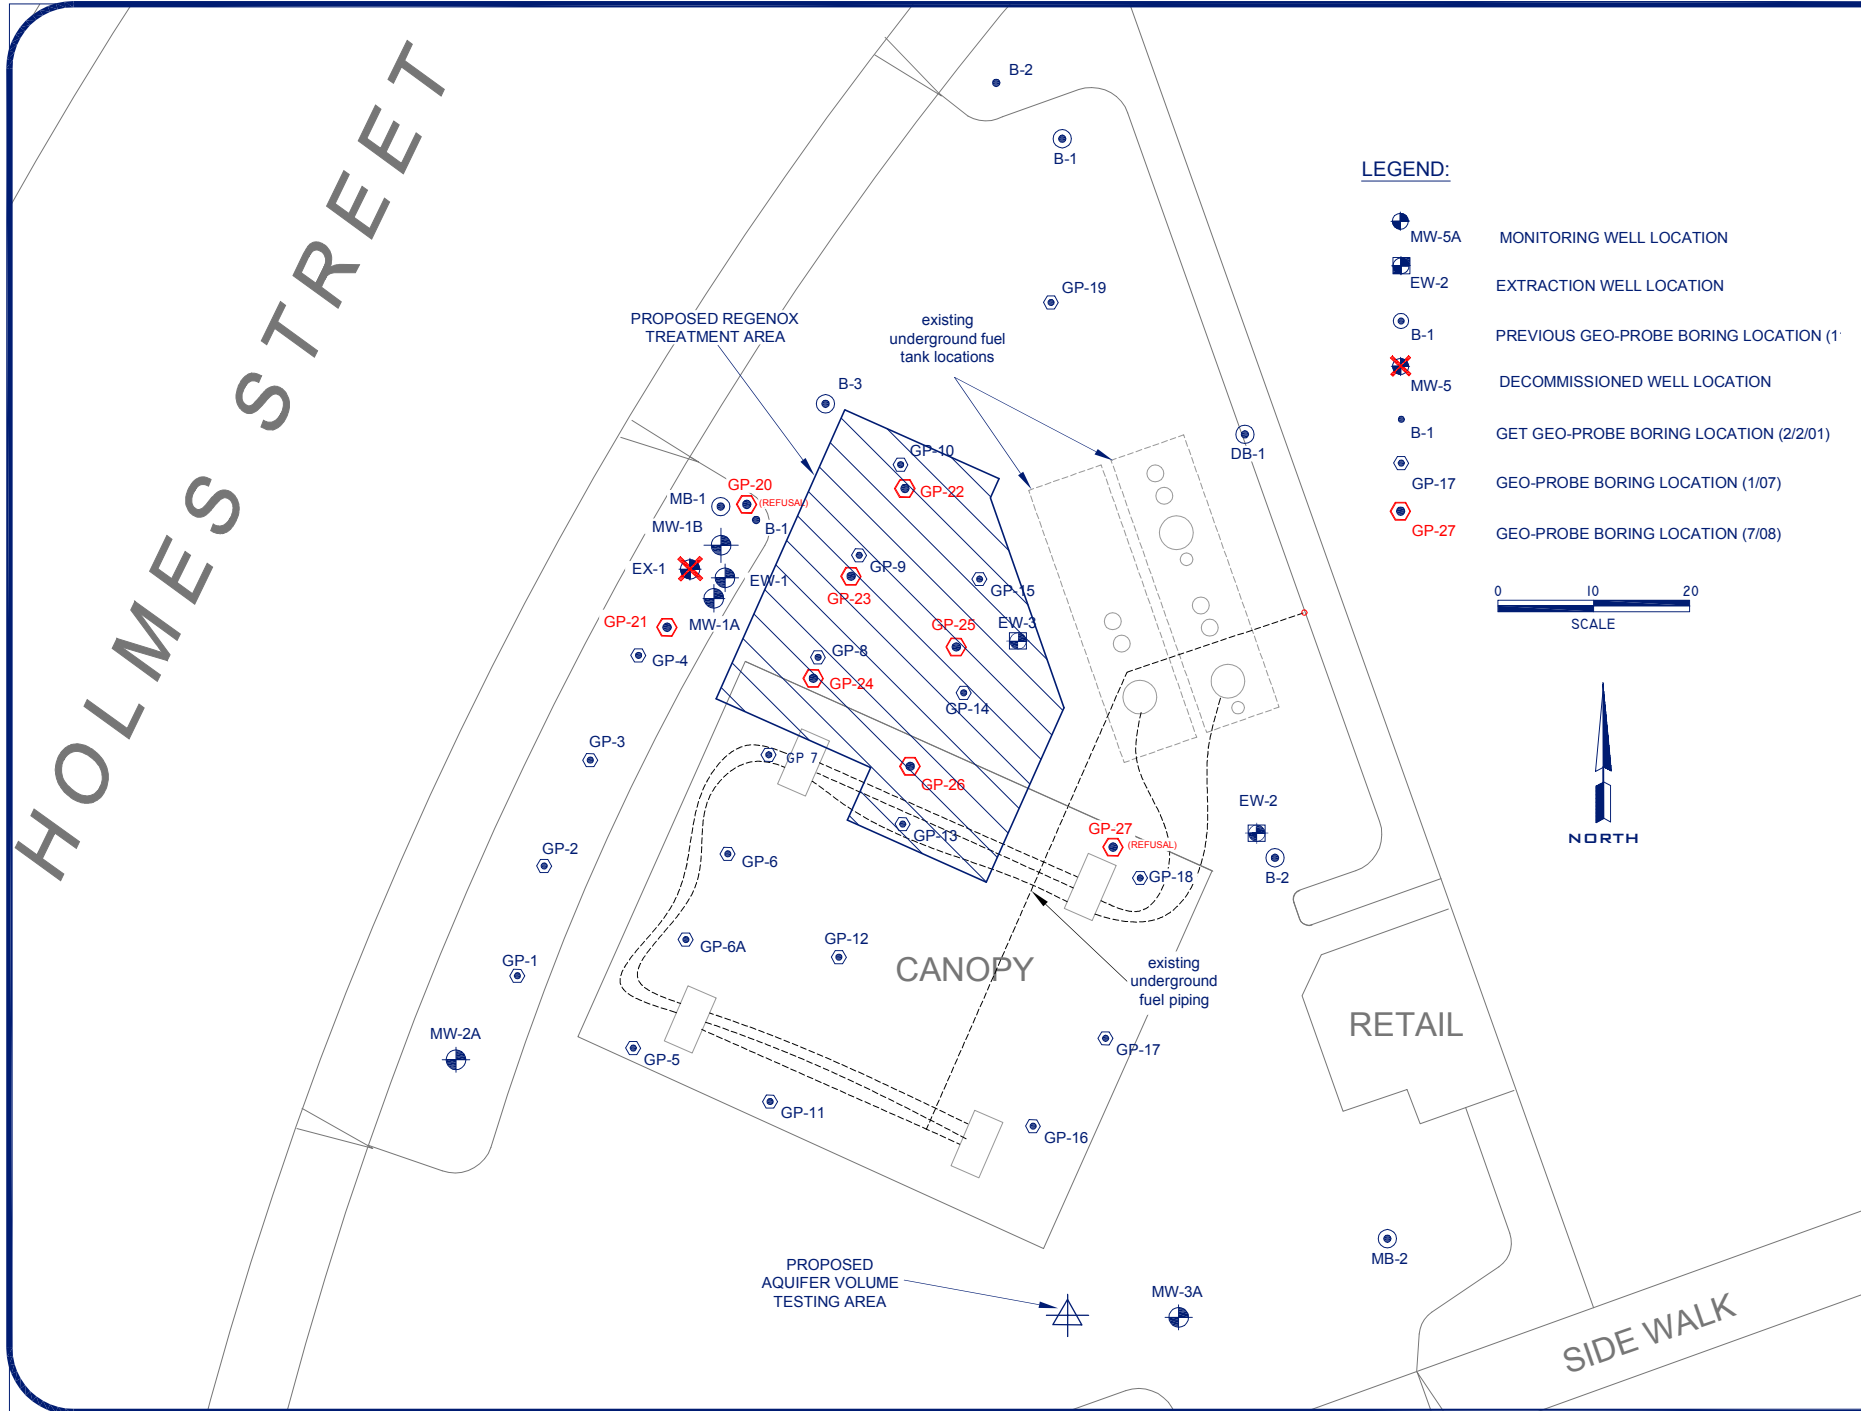 HOLMES STREET
B-2
B-1
LEGEND:
MW-5A MONITORING WELL LOCATION
EW-2 EXTRACTION WELL LOCATION
B-1 PREVIOUS GEO-PROBE BORING LOCATION (1
MW-5 DECOMMISSIONED WELL LOCATION
B-1 GET GEO-PROBE BORING LOCATION (2/2/01)
GP-17 GEO-PROBE BORING LOCATION (1/07)
GP-27 GEO-PROBE BORING LOCATION (7/08)
0 10 20
SCALE
NORTH
GP-19
PROPOSED REGENOX
TREATMENT AREA
existing
underground fuel
tank locations
B-3
DB-1
GP-10
GP-22
GP-20
(REFUSAL)
MB-1
B-1
MW-1B
EX-1
EW-1
MW-1A
GP-21
GP-4
GP-9
GP-23
GP-15
GP-25
EW-3
GP-8
GP-24
GP-14
GP-3
GP 7
GP-26
GP-13
GP-27
(REFUSAL)
GP-18
EW-2
B-2
GP-2
GP-6
GP-6A
GP-12
CANOPY
existing
underground
fuel piping
GP-1
MW-2A
GP-5
GP-11
GP-17
GP-16
RETAIL
MB-2
PROPOSED
AQUIFER VOLUME
TESTING AREA
MW-3A
SIDE WALK